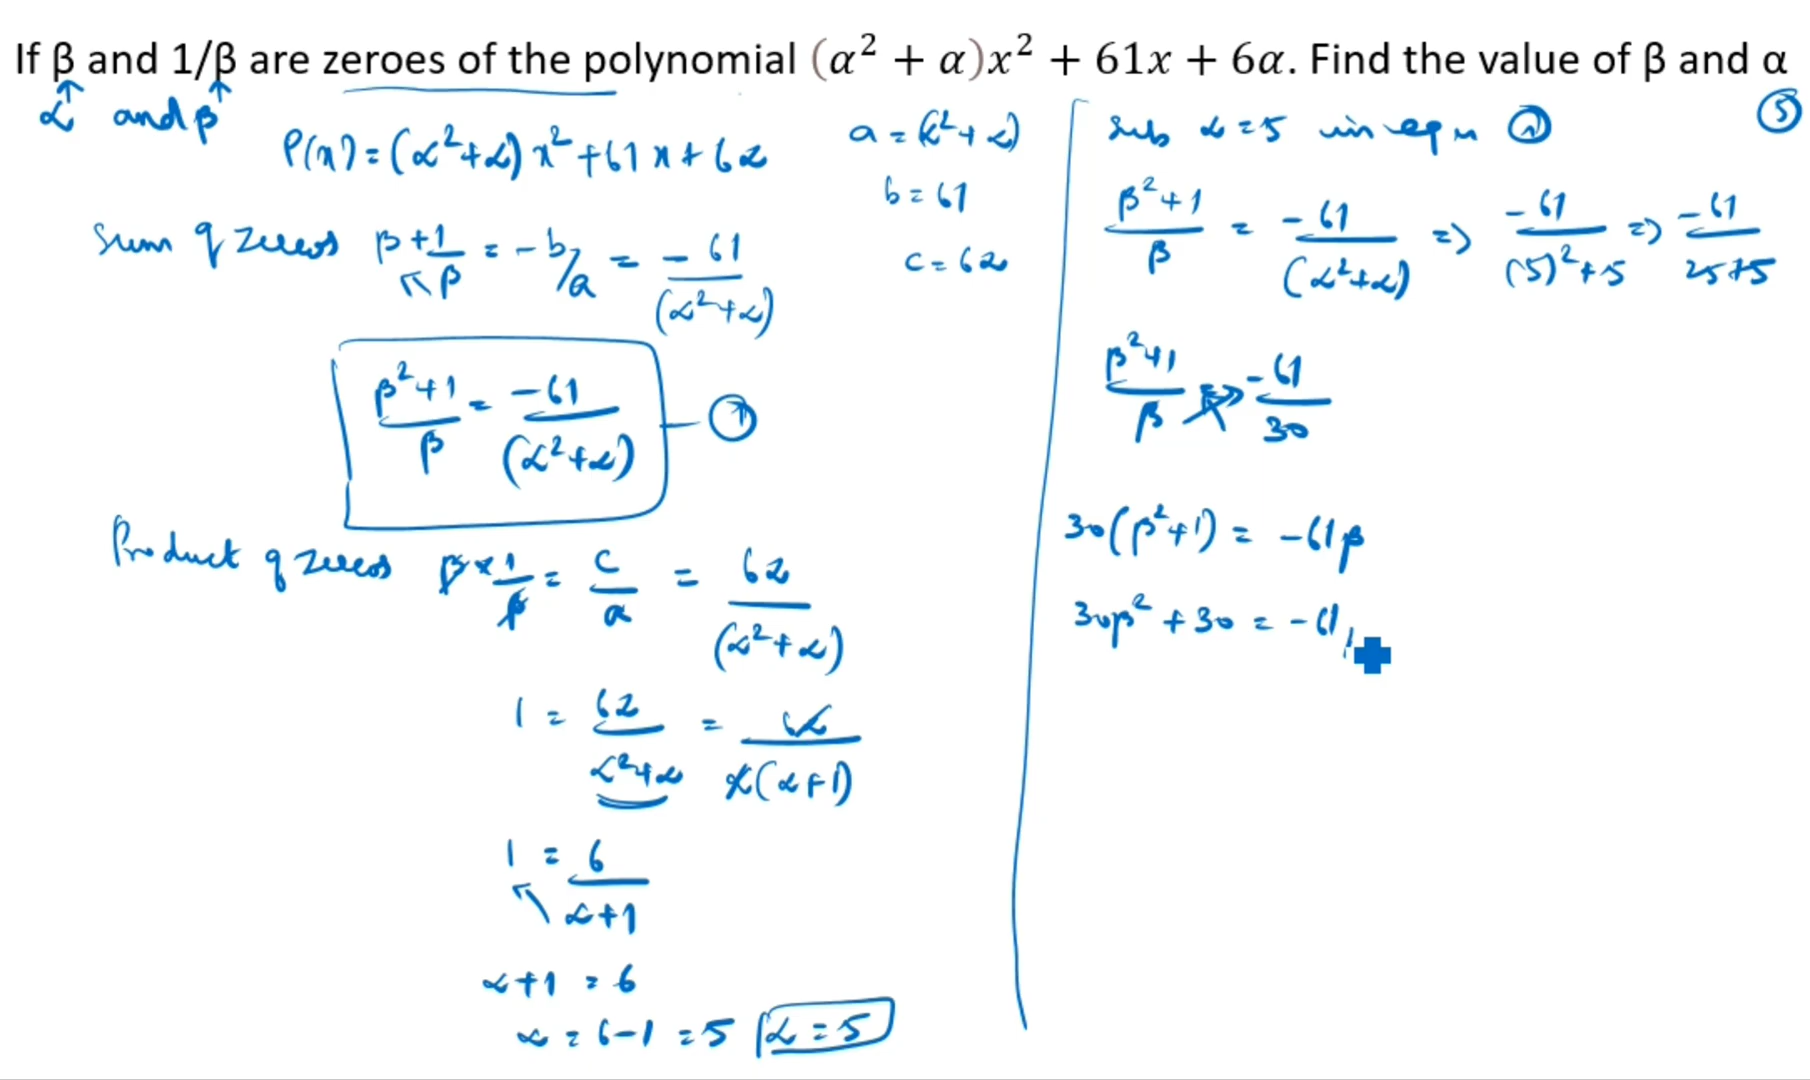 If β and 1/β are zeroes of the polynomial (α² + α)x² + 61x + 6α. Find the value of β and α
α and β
P(x) = (α²+α) x² + 61 x + 6α
Sum of zeroes β + 1/β = -b/a = -61/(α²+α)
(β²+1)/β = -61/(α²+α) — ①
Product of zeroes β × 1/β = c/a = 6α/(α²+α)
1 = 6α/(α²+α) = 6α/α(α+1)
1 = 6/(α+1)
α+1 = 6
α = 6-1 = 5 α = 5
a = (α²+α)
b = 61
c = 6α
⑤
sub α = 5 in eqn ①
(β²+1)/β = -61/(α²+α) => -61/((5)²+5) => -61/(25+5)
(β²+1)/β => -61/30
30(β²+1) = -61β
30β² + 30 = -61